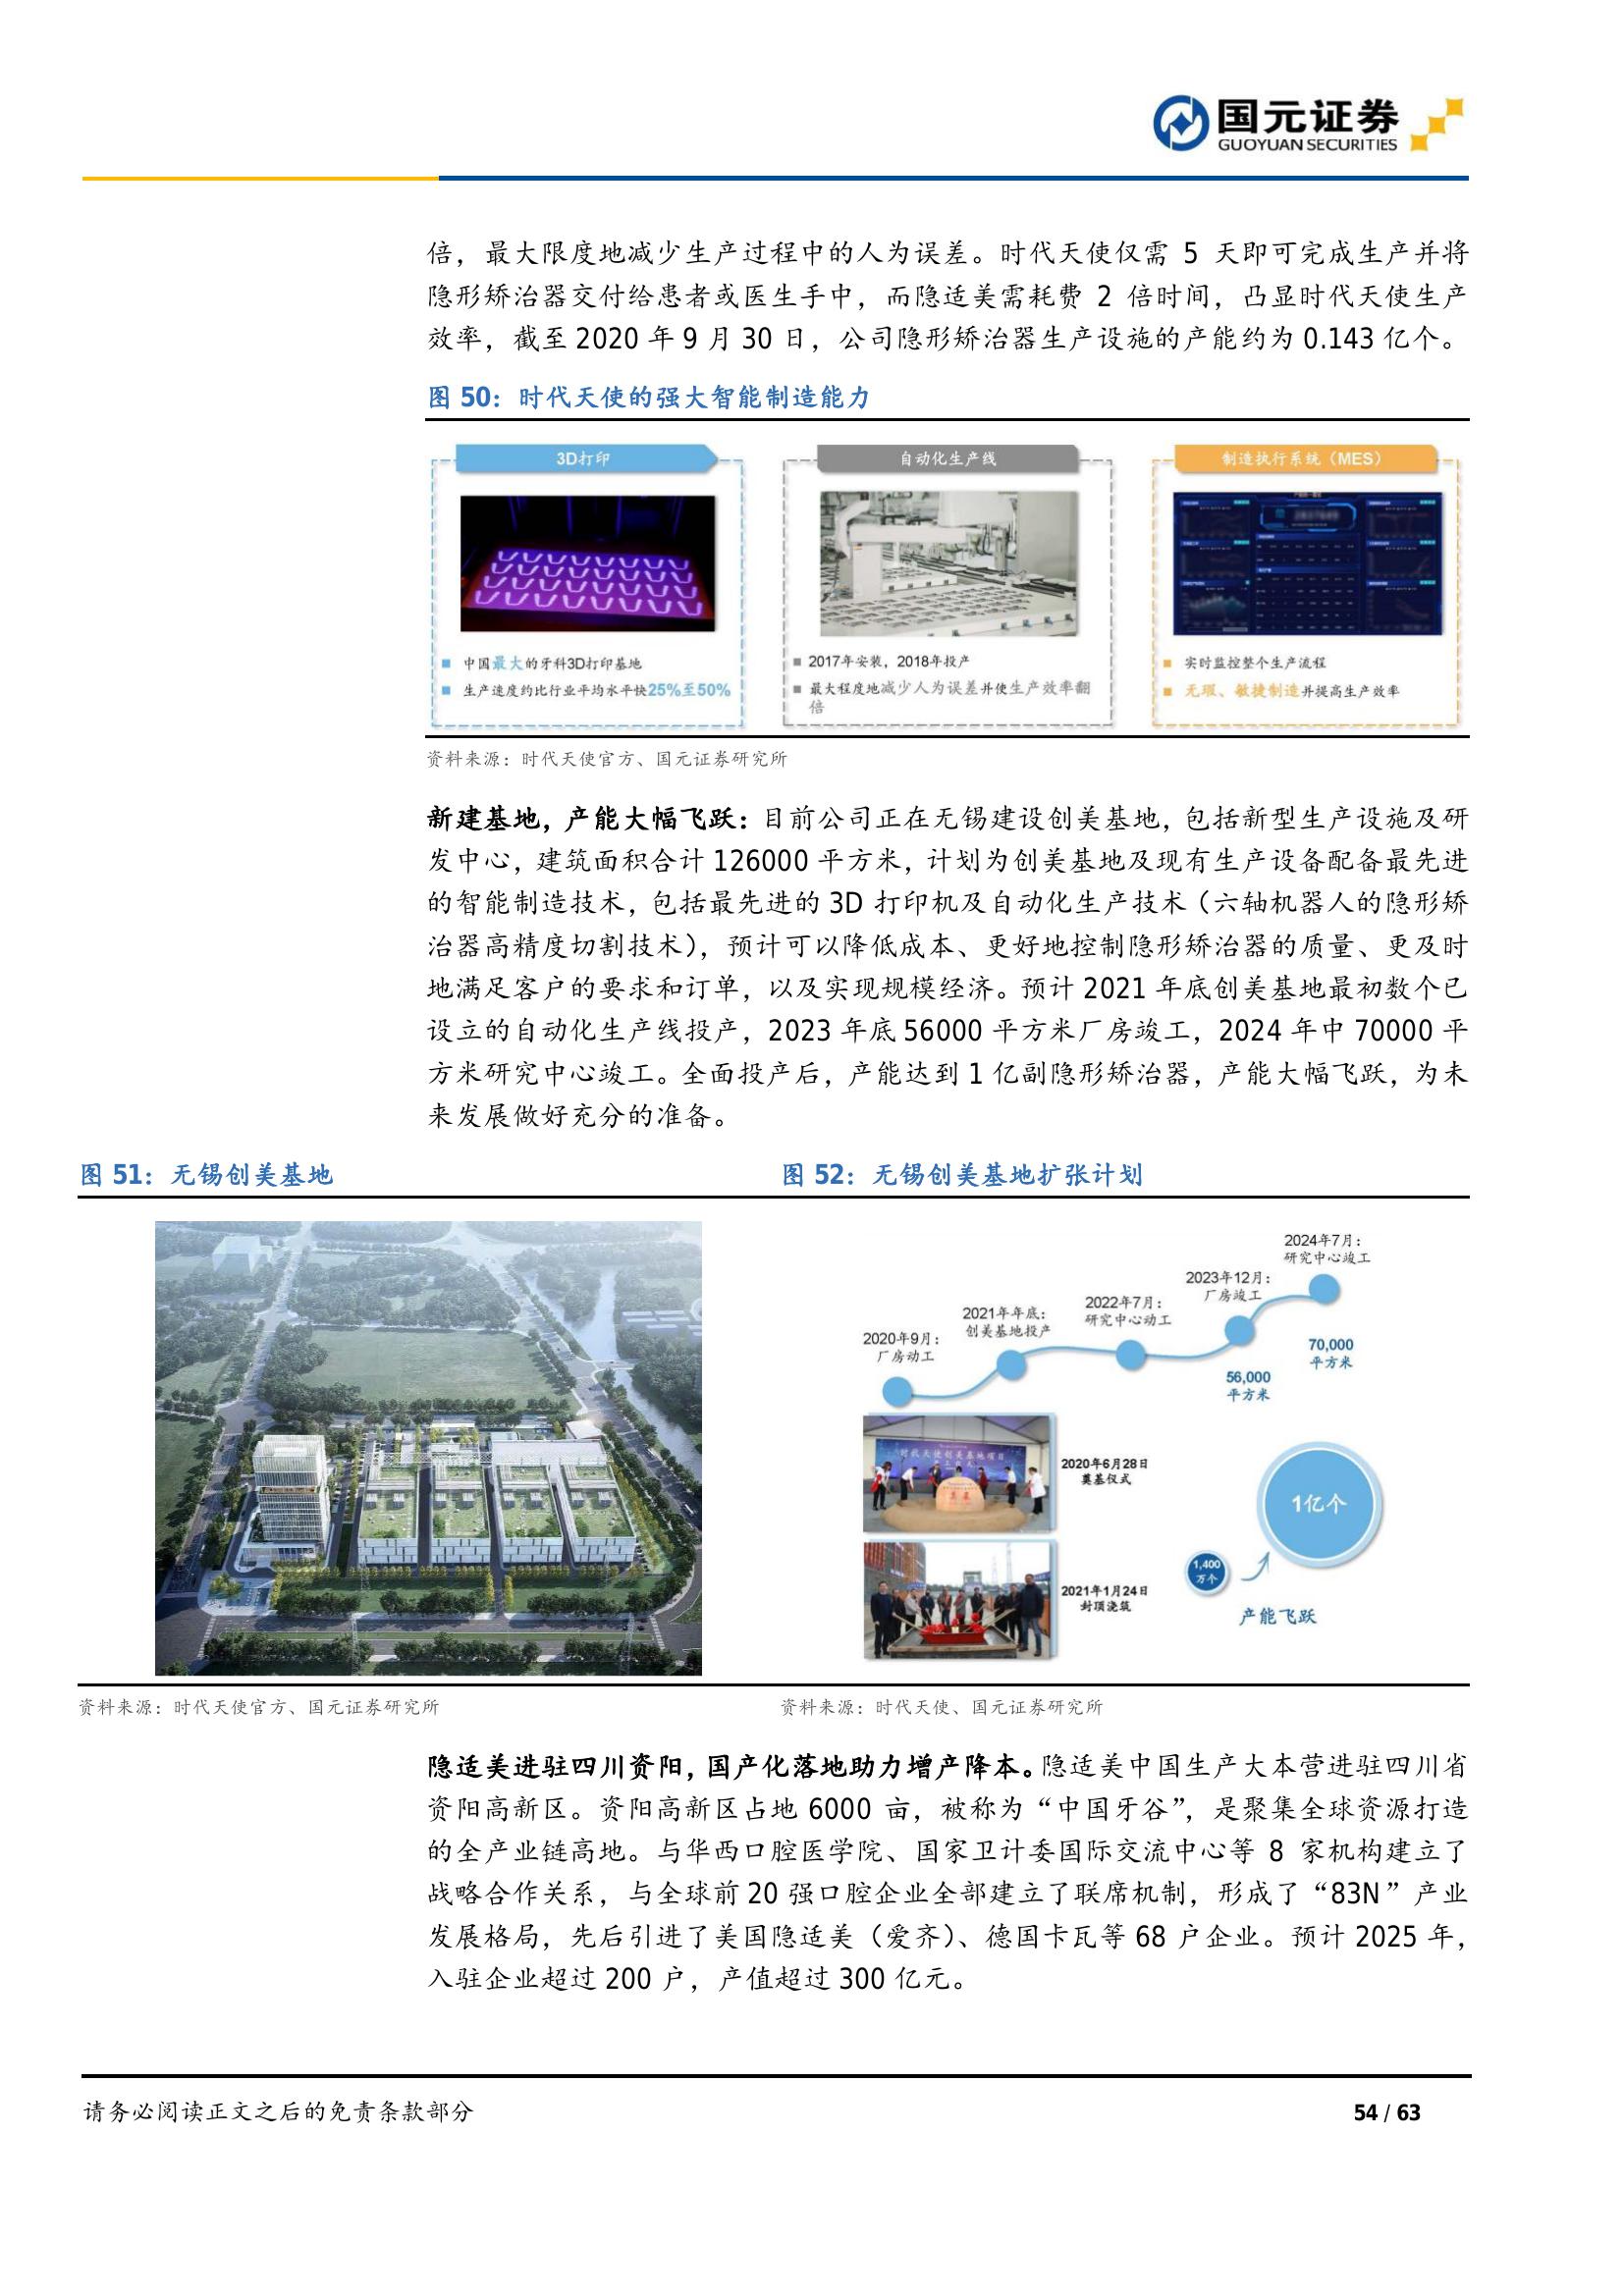 国元证券
GUOYUAN SECURITIES
倍，最大限度地减少生产过程中的人为误差。时代天使仅需 5 天即可完成生产并将
隐形矫治器交付给患者或医生手中，而隐适美需耗费 2 倍时间，凸显时代天使生产
效率，截至 2020 年 9 月 30 日，公司隐形矫治器生产设施的产能约为 0.143 亿个。
图 50：时代天使的强大智能制造能力
3D打印
中国最大的牙科3D打印基地
生产速度约比行业平均水平快25%至50%
自动化生产线
2017年安装，2018年投产
最大程度地减少人为误差并使生产效率翻
倍
制造执行系统（MES）
实时监控整个生产流程
无瑕、敏捷制造并提高生产效率
资料来源：时代天使官方、国元证券研究所
新建基地，产能大幅飞跃：目前公司正在无锡建设创美基地，包括新型生产设施及研
发中心，建筑面积合计 126000 平方米，计划为创美基地及现有生产设备配备最先进
的智能制造技术，包括最先进的 3D 打印机及自动化生产技术（六轴机器人的隐形矫
治器高精度切割技术），预计可以降低成本、更好地控制隐形矫治器的质量、更及时
地满足客户的要求和订单，以及实现规模经济。预计 2021 年底创美基地最初数个已
设立的自动化生产线投产，2023 年底 56000 平方米厂房竣工，2024 年中 70000 平
方米研究中心竣工。全面投产后，产能达到 1 亿副隐形矫治器，产能大幅飞跃，为未
来发展做好充分的准备。
图 51：无锡创美基地
图 52：无锡创美基地扩张计划
2020年9月：
厂房动工
2021年年底：
创美基地投产
2022年7月：
研究中心动工
2023年12月：
厂房竣工
2024年7月：
研究中心竣工
56,000
平方米
70,000
平方米
时代天使创美基地项目
2020年6月28日
奠基仪式
2021年1月24日
封顶浇筑
1,400
万个
1亿个
产能飞跃
资料来源：时代天使官方、国元证券研究所
资料来源：时代天使、国元证券研究所
隐适美进驻四川资阳，国产化落地助力增产降本。隐适美中国生产大本营进驻四川省
资阳高新区。资阳高新区占地 6000 亩，被称为“中国牙谷”，是聚集全球资源打造
的全产业链高地。与华西口腔医学院、国家卫计委国际交流中心等 8 家机构建立了
战略合作关系，与全球前 20 强口腔企业全部建立了联席机制，形成了“83N”产业
发展格局，先后引进了美国隐适美（爱齐）、德国卡瓦等 68 户企业。预计 2025 年，
入驻企业超过 200 户，产值超过 300 亿元。
请务必阅读正文之后的免责条款部分
54 / 63